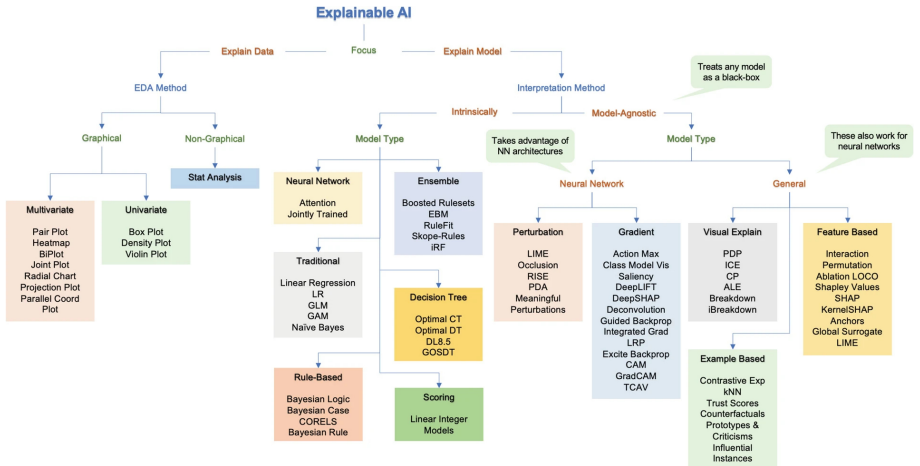 Explainable AI
Explain Data
Focus
Explain Model
EDA Method
Interpretation Method
Treats any model
as a black-box
Graphical
Non-Graphical
Intrinsically
Model-Agnostic
Model Type
Model Type
Takes advantage of
NN architectures
These also work for
neural networks
Stat Analysis
Neural Network
General
Multivariate
Pair Plot
Heatmap
BiPlot
Joint Plot
Radial Chart
Projection Plot
Parallel Coord
Plot
Univariate
Box Plot
Density Plot
Violin Plot
Neural Network
Attention
Jointly Trained
Ensemble
Boosted Rulesets
EBM
RuleFit
Skope-Rules
iRF
Traditional
Linear Regression
LR
GLM
GAM
Naïve Bayes
Decision Tree
Optimal CT
Optimal DT
DL8.5
GOSDT
Rule-Based
Bayesian Logic
Bayesian Case
CORELS
Bayesian Rule
Scoring
Linear Integer
Models
Perturbation
LIME
Occlusion
RISE
PDA
Meaningful
Perturbations
Gradient
Action Max
Class Model Vis
Saliency
DeepLIFT
DeepSHAP
Deconvolution
Guided Backprop
Integrated Grad
LRP
Excite Backprop
CAM
GradCAM
TCAV
Visual Explain
PDP
ICE
CP
ALE
Breakdown
iBreakdown
Feature Based
Interaction
Permutation
Ablation LOCO
Shapley Values
SHAP
KernelSHAP
Anchors
Global Surrogate
LIME
Example Based
Contrastive Exp
kNN
Trust Scores
Counterfactuals
Prototypes &
Criticisms
Influential
Instances